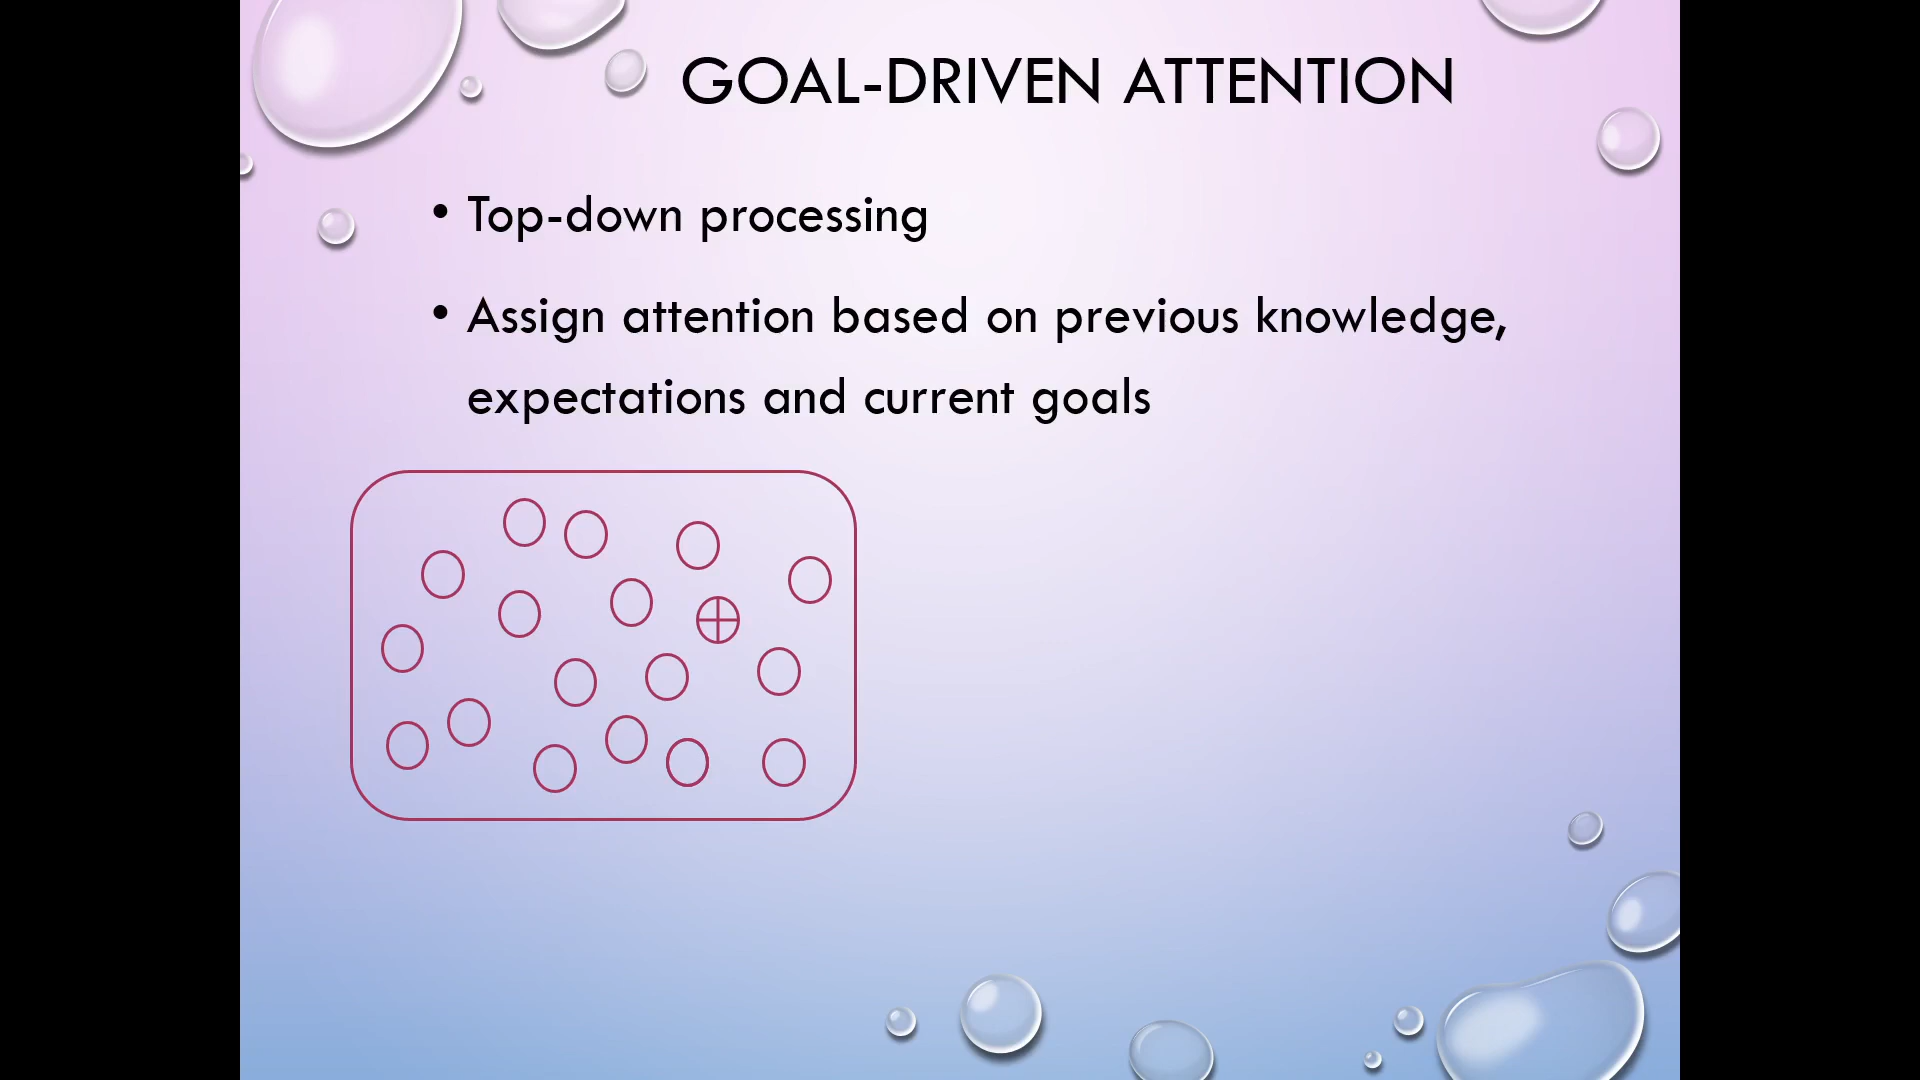 GOAL-DRIVEN ATTENTION
• Top-down processing
• Assign attention based on previous knowledge,
expectations and current goals